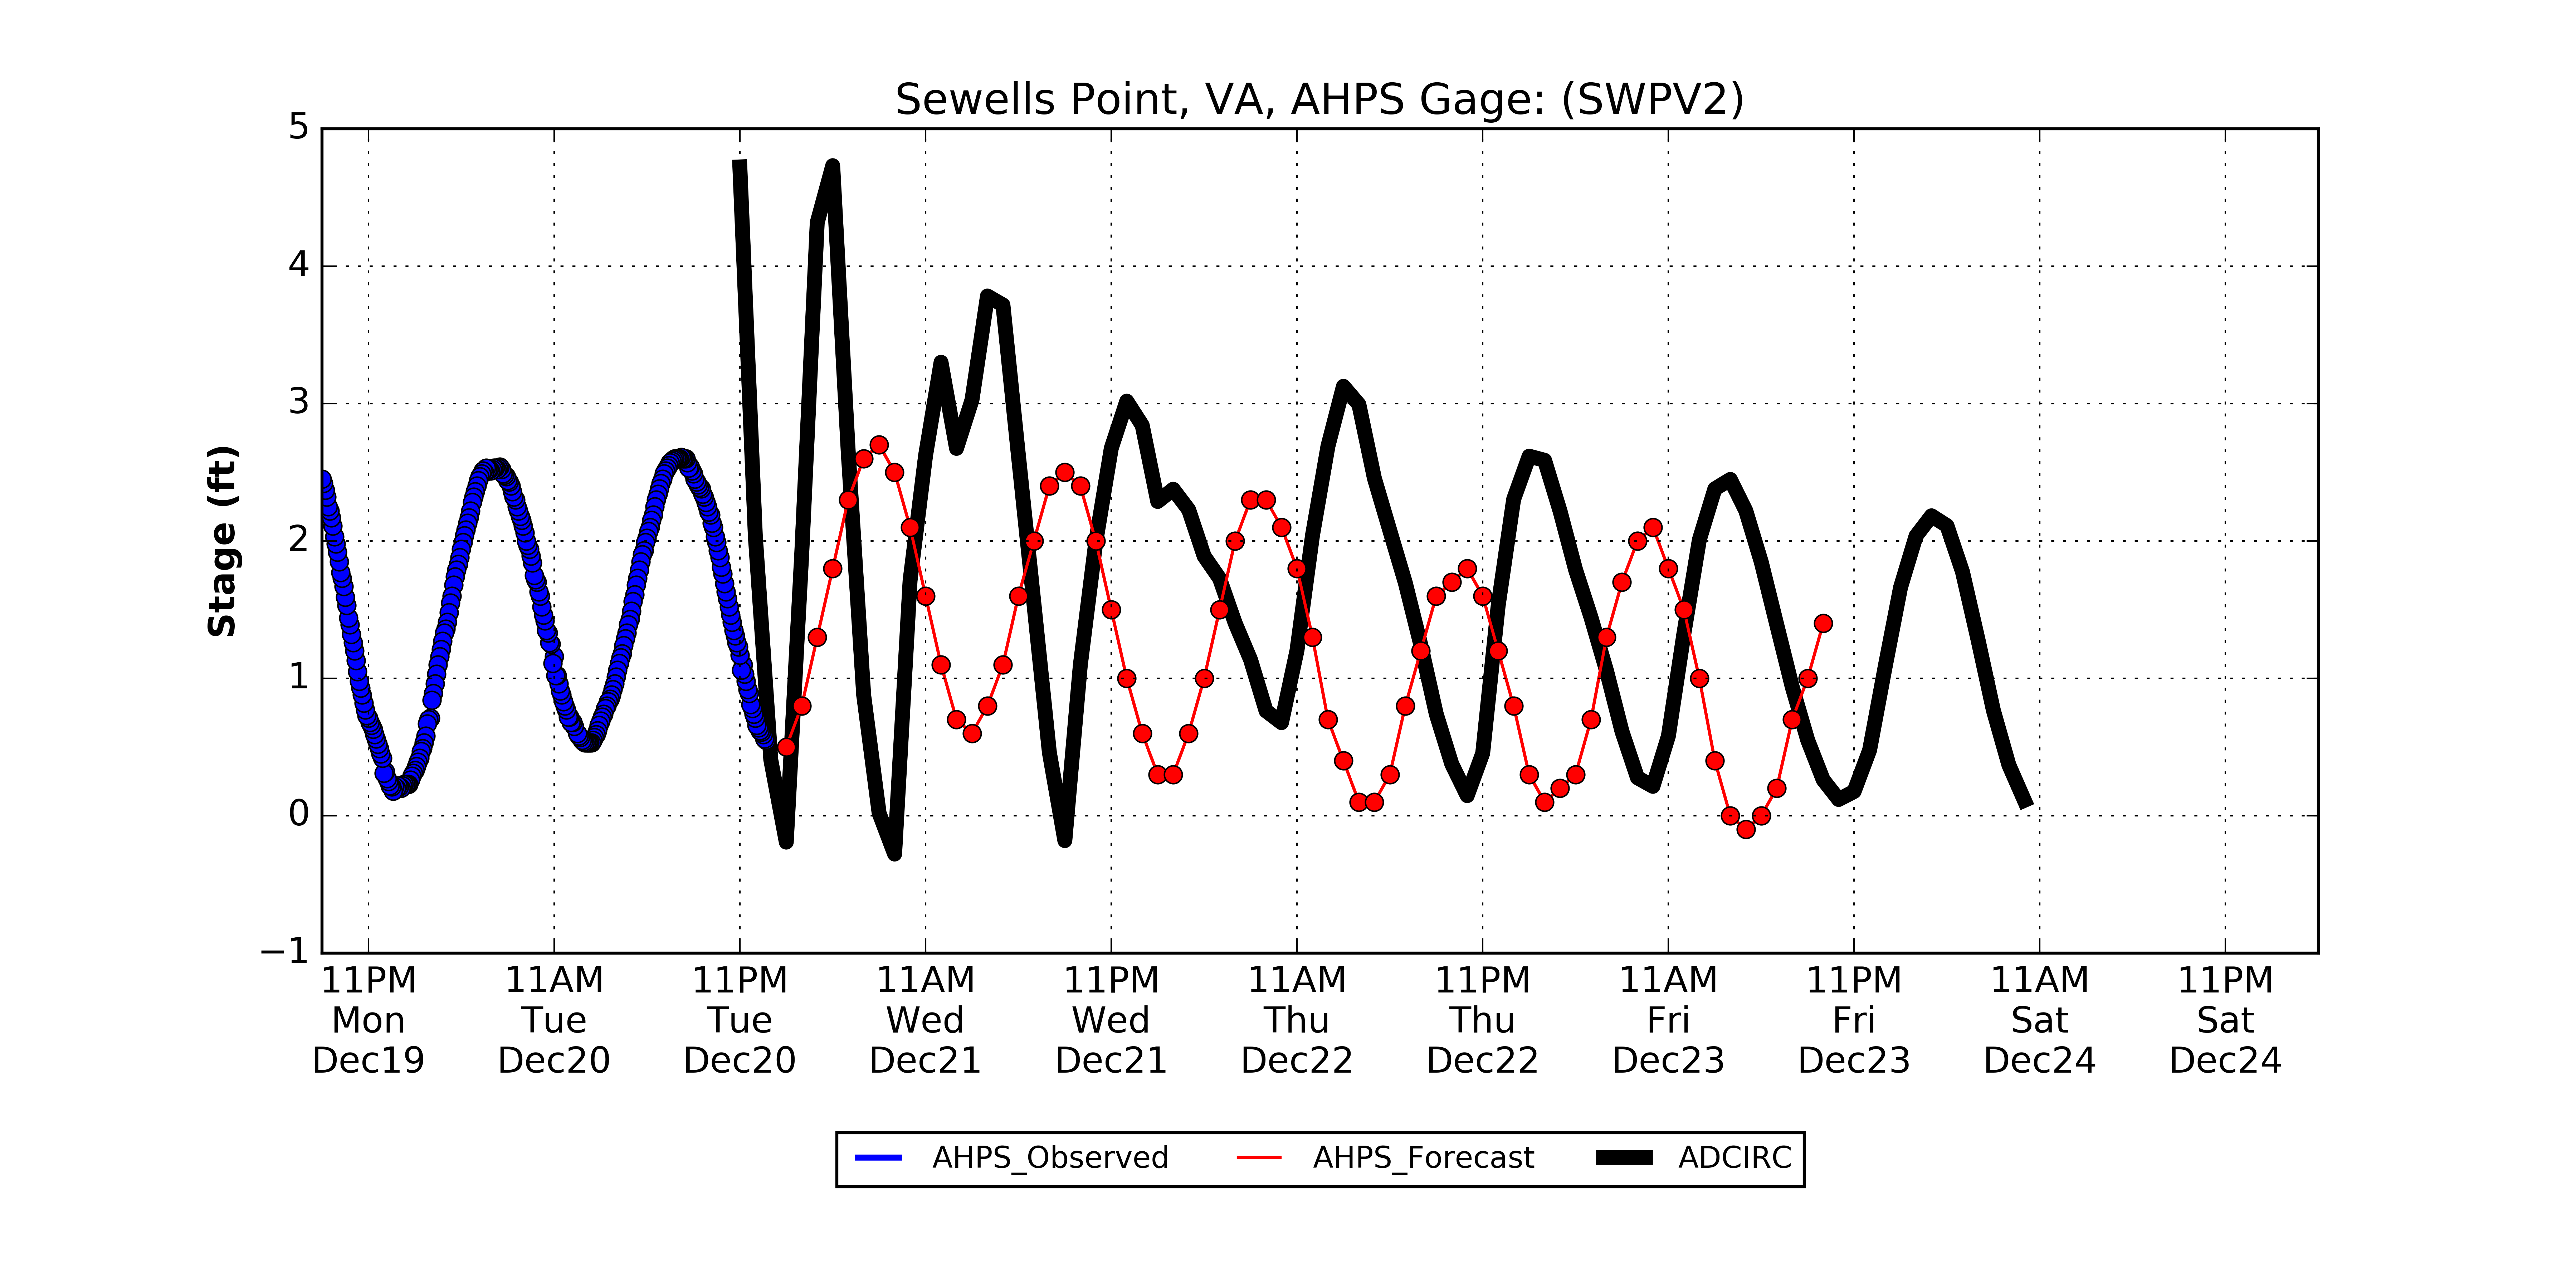 Sewells Point, VA, AHPS Gage: (SWPV2)
5
4
3
2
1
0
−1
Stage (ft)
11PM 11AM 11PM 11AM 11PM 11AM 11PM 11AM 11PM 11AM 11PM
Mon Tue Tue Wed Wed Thu Thu Fri Fri Sat Sat
Dec19 Dec20 Dec20 Dec21 Dec21 Dec22 Dec22 Dec23 Dec23 Dec24 Dec24
AHPS_Observed AHPS_Forecast ADCIRC